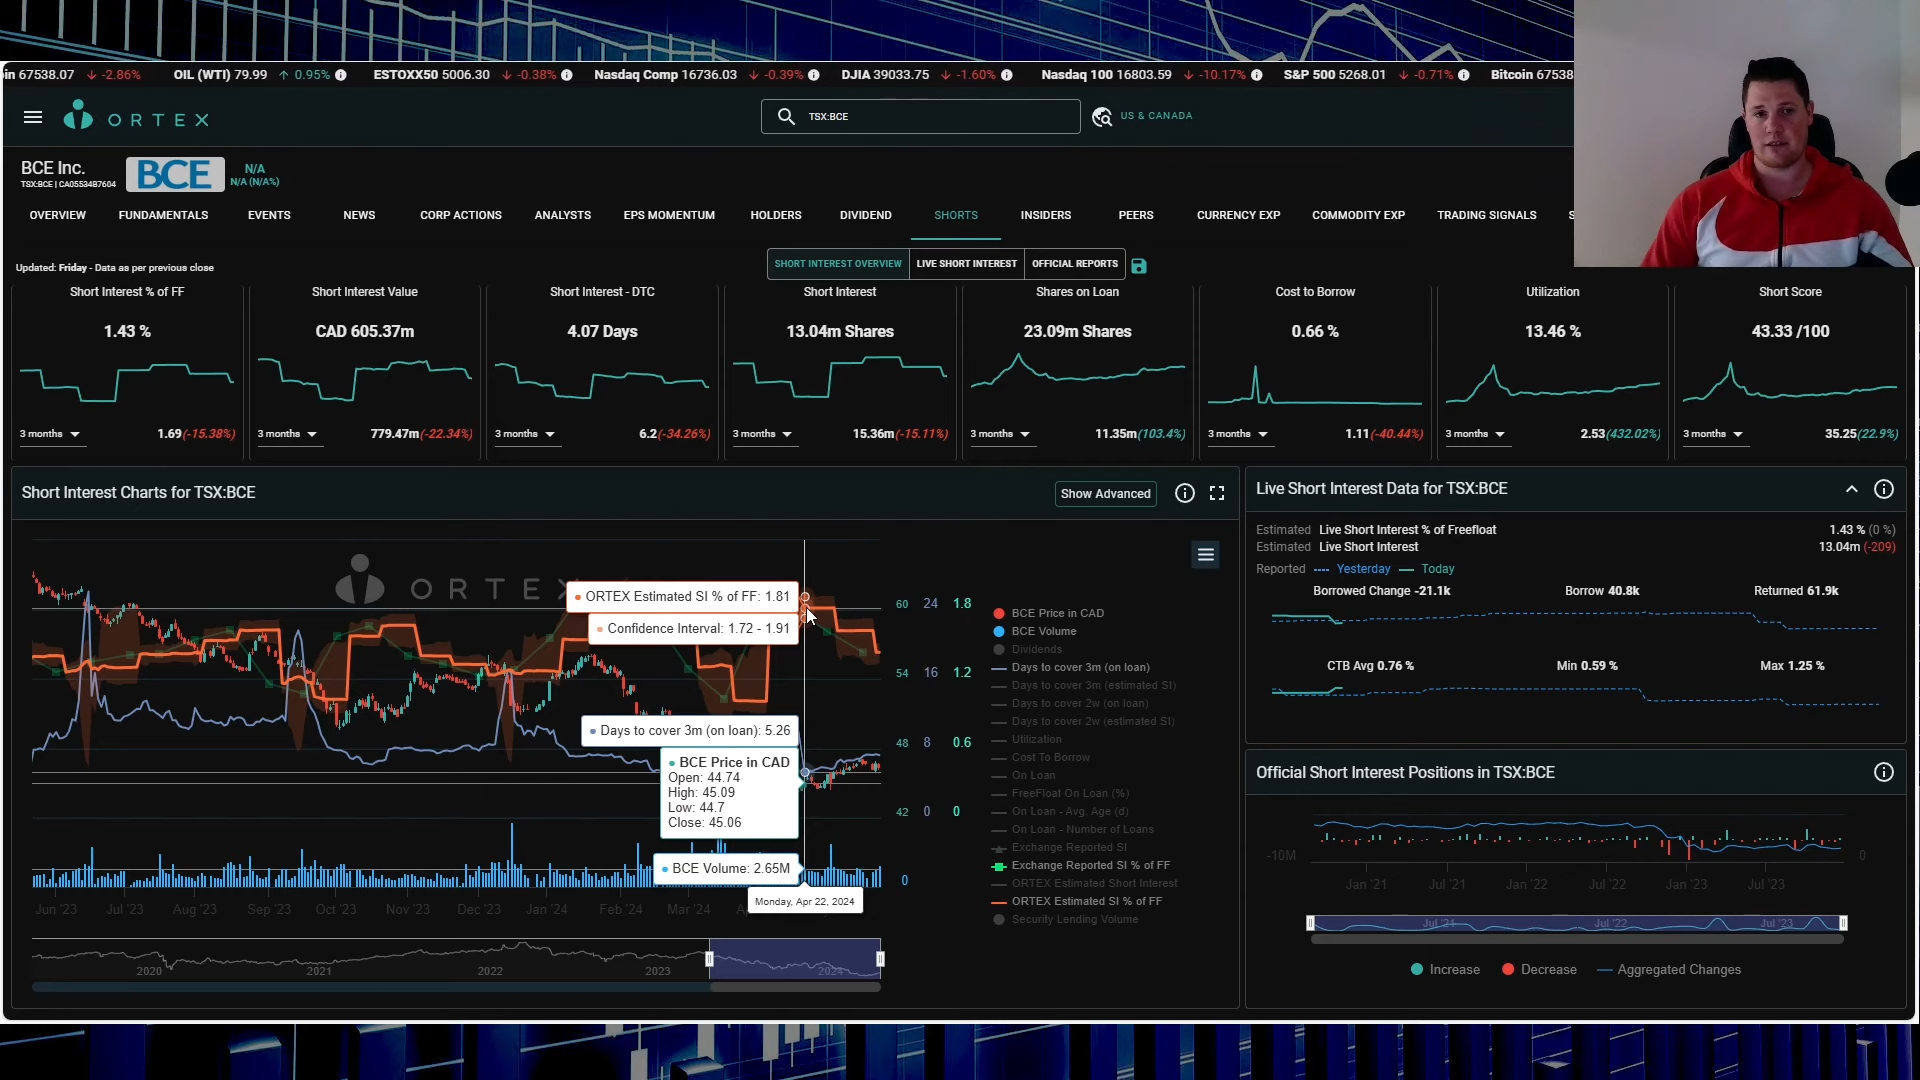 in 67538.07 ↓ -2.86% OIL (WTI) 79.99 ↑ 0.95% ESTOXX50 5006.30 ↓ -0.38% Nasdaq Comp 16736.03 ↓ -0.39% DJIA 39033.75 ↓ -1.60% Nasdaq 100 16803.59 ↓ -10.17% S&P 500 5268.01 ↓ -0.71% Bitcoin 67538
ORTEX TSX:BCE US & CANADA
BCE Inc. BCE N/A
TSX:BCE | CA05534B7604 N/A (N/A%)
OVERVIEW FUNDAMENTALS EVENTS NEWS CORP ACTIONS ANALYSTS EPS MOMENTUM HOLDERS DIVIDEND SHORTS INSIDERS PEERS CURRENCY EXP COMMODITY EXP TRADING SIGNALS S
Updated: Friday - Data as per previous close SHORT INTEREST OVERVIEW LIVE SHORT INTEREST OFFICIAL REPORTS
Short Interest % of FF Short Interest Value Short Interest - DTC Short Interest Shares on Loan Cost to Borrow Utilization Short Score
1.43 % CAD 605.37m 4.07 Days 13.04m Shares 23.09m Shares 0.66 % 13.46 % 43.33 /100
3 months 1.69(-15.38%) 3 months 779.47m(-22.34%) 3 months 6.2(-34.26%) 3 months 15.36m(-15.11%) 3 months 11.35m(103.4%) 3 months 1.11(-40.44%) 3 months 2.53(432.02%) 3 months 35.25(22.9%)
Short Interest Charts for TSX:BCE Show Advanced
ORTEX
ORTEX Estimated SI % of FF: 1.81
Confidence Interval: 1.72 - 1.91
Days to cover 3m (on loan): 5.26
BCE Price in CAD
Open: 44.74
High: 45.09
Low: 44.7
Close: 45.06
BCE Volume: 2.65M
Monday, Apr 22, 2024
60 24 1.8
54 16 1.2
48 8 0.6
42 0 0
0
Jun '23 Jul '23 Aug '23 Sep '23 Oct '23 Nov '23 Dec '23 Jan '24 Feb '24 Mar '24
2020 2021 2022 2023 2024
BCE Price in CAD
BCE Volume
Dividends
Days to cover 3m (on loan)
Days to cover 3m (estimated SI)
Days to cover 2w (on loan)
Days to cover 2w (estimated SI)
Utilization
Cost To Borrow
On Loan
FreeFloat On Loan (%)
On Loan - Avg. Age (d)
On Loan - Number of Loans
Exchange Reported SI
Exchange Reported SI % of FF
ORTEX Estimated Short Interest
ORTEX Estimated SI % of FF
Security Lending Volume
Live Short Interest Data for TSX:BCE
Estimated Live Short Interest % of Freefloat 1.43 % (0 %)
Estimated Live Short Interest 13.04m (-209)
Reported Yesterday Today
Borrowed Change -21.1k Borrow 40.8k Returned 61.9k
CTB Avg 0.76 % Min 0.59 % Max 1.25 %
Official Short Interest Positions in TSX:BCE
-10M 0
Jan '21 Jul '21 Jan '22 Jul '22 Jan '23 Jul '23
Jul '21 Jul '22 Jul '23
Increase Decrease Aggregated Changes